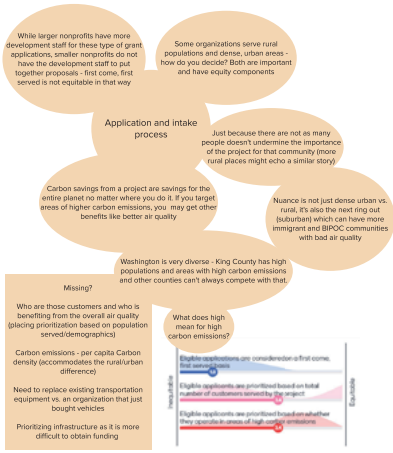 While larger nonprofits have more
development staff for these type of grant
applications, smaller nonprofits do not
have the development staff to put
together proposals - first come, first
served is not equitable in that way
Some organizations serve rural
populations and dense, urban areas -
how do you decide? Both are important
and have equity components
Application and intake
process
Just because there are not as many
people doesn't undermine the importance
of the project for that community (more
rural places might echo a similar story)
Carbon savings from a project are savings for the
entire planet no matter where you do it. If you target
areas of higher carbon emissions, you may get other
benefits like better air quality
Nuance is not just dense urban vs.
rural, it's also the next ring out
(suburban) which can have more
immigrant and BIPOC communities
with bad air quality
Washington is very diverse - King County has high
populations and areas with high carbon emissions
and other counties can't always compete with that.
Missing?
Who are those customers and who is
benefiting from the overall air quality
(placing prioritization based on population
served/demographics)
Carbon emissions - per capita Carbon
density (accommodates the rural/urban
difference)
Need to replace existing transportation
equipment vs. an organization that just
bought vehicles
Prioritizing infrastructure as it is more
difficult to obtain funding
What does high
mean for high
carbon emissions?
Eligible applications are considered on a first come,
first served basis
Eligible applicants are prioritized based on total
number of customers served by the project
Eligible applicants are prioritized based on whether
they operate in areas of high carbon emissions
Inequitable
Equitable